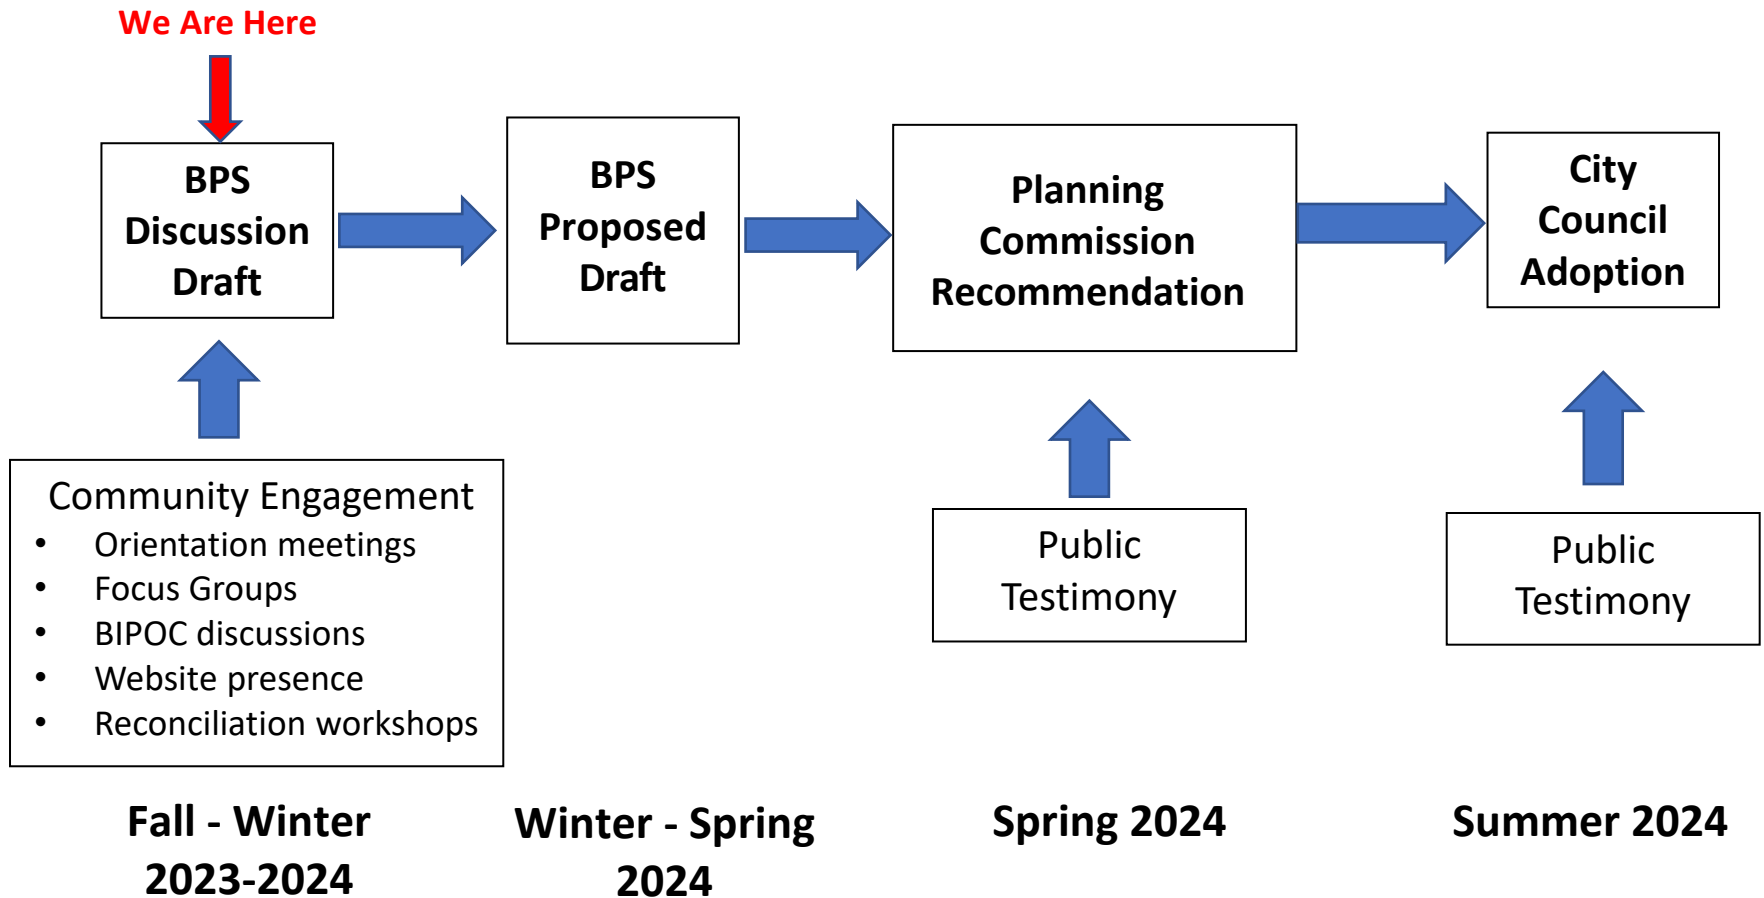 We Are Here
BPS
Discussion
Draft
BPS
Proposed
Draft
Planning
Commission
Recommendation
City
Council
Adoption
Community Engagement
• Orientation meetings
• Focus Groups
• BIPOC discussions
• Website presence
• Reconciliation workshops
Public
Testimony
Public
Testimony
Fall - Winter
2023-2024
Winter - Spring
2024
Spring 2024
Summer 2024